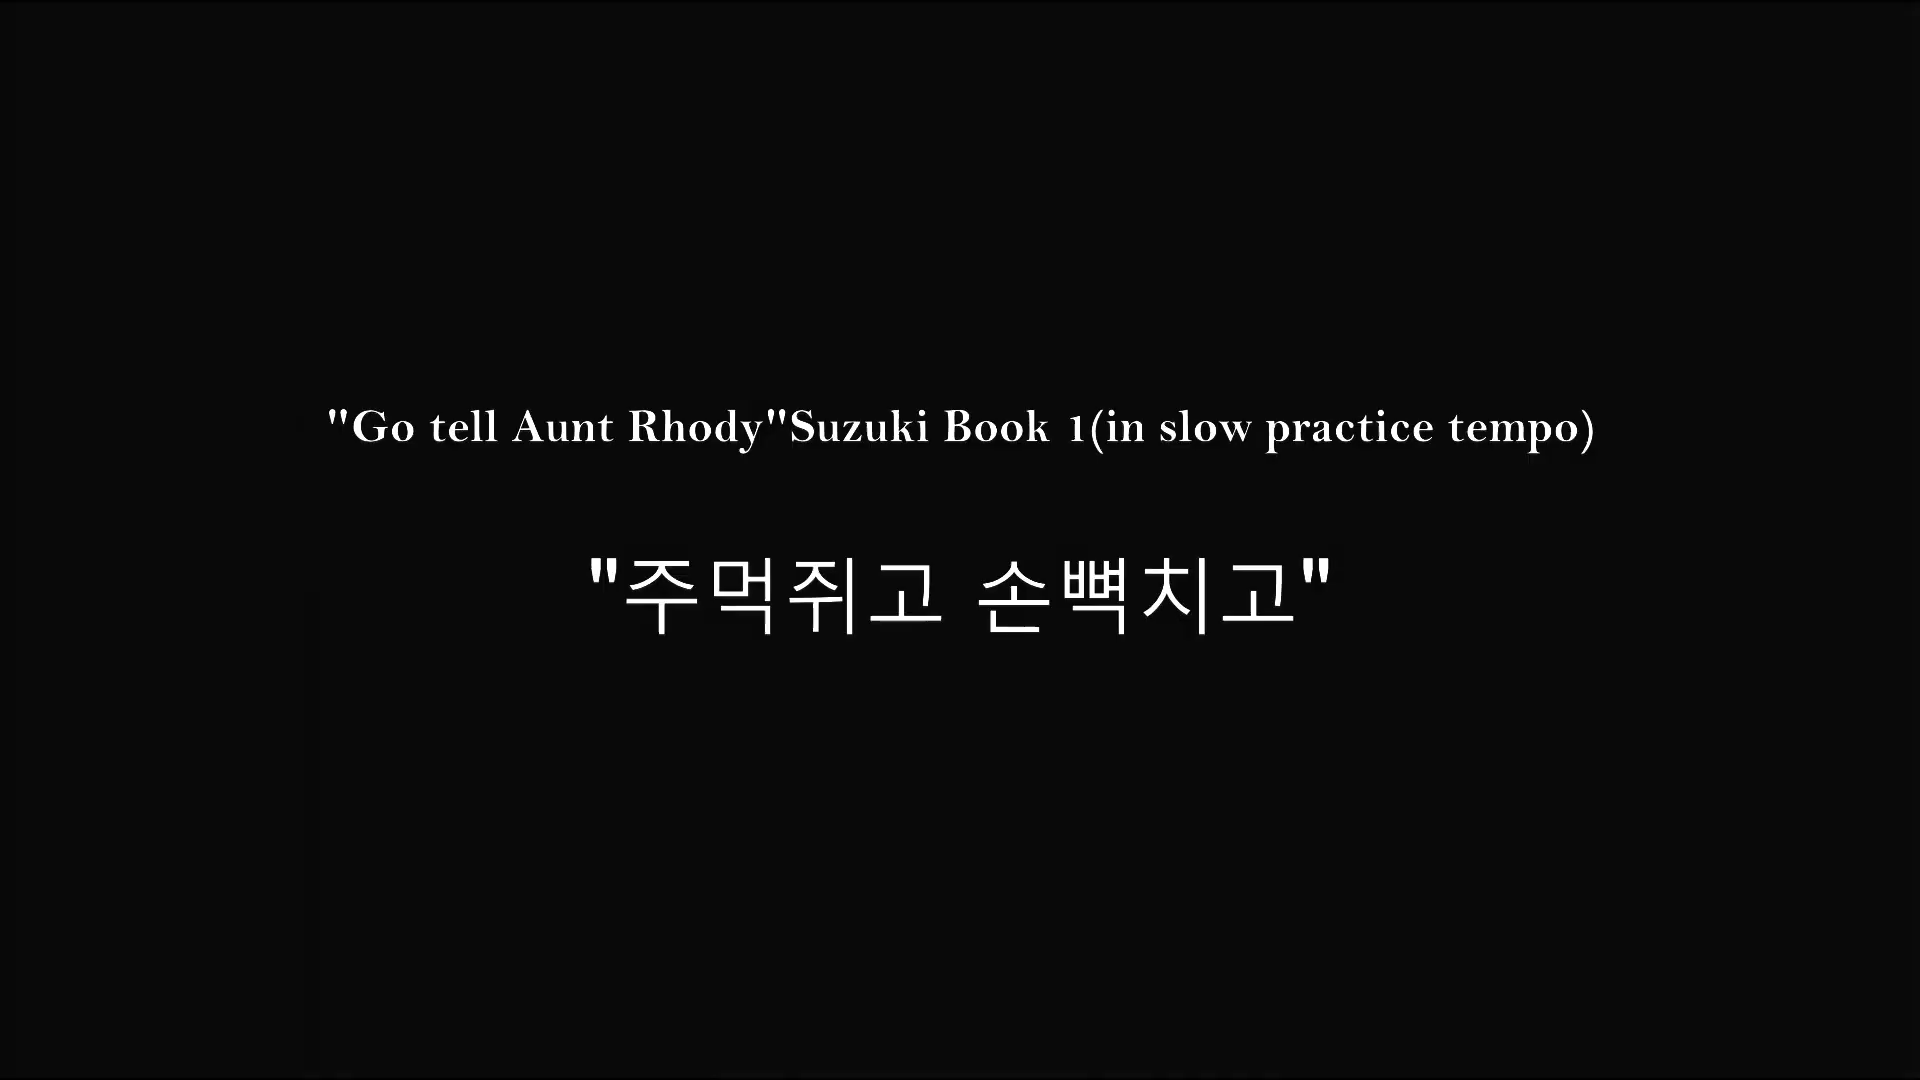 "Go tell Aunt Rhody"Suzuki Book 1(in slow practice tempo)
"주먹쥐고 손뼉치고"